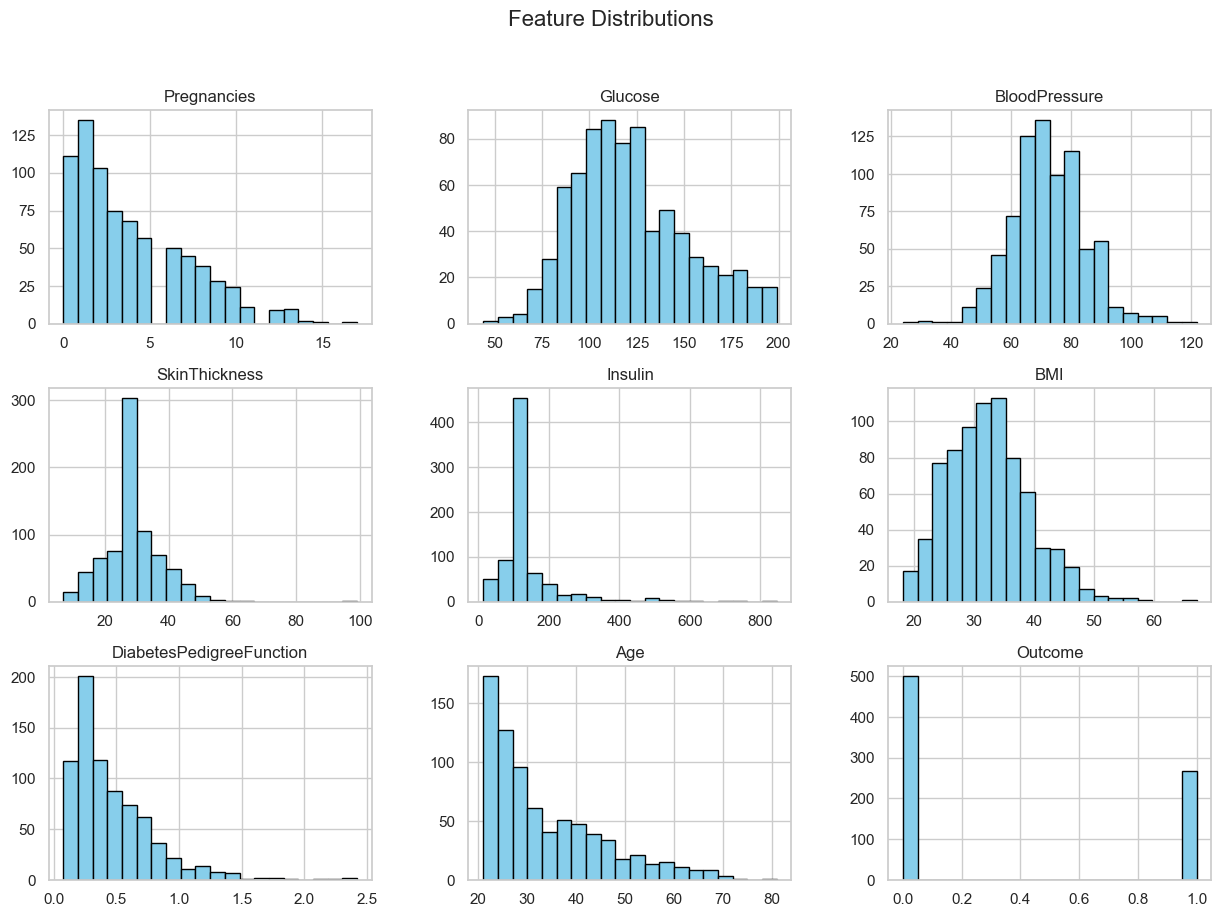 Feature Distributions
Pregnancies
125
100
75
50
25
0
0 5 10 15
Glucose
80
60
40
20
0
50 75 100 125 150 175 200
BloodPressure
125
100
75
50
25
0
20 40 60 80 100 120
SkinThickness
300
200
100
0
20 40 60 80 100
Insulin
400
300
200
100
0
0 200 400 600 800
BMI
100
80
60
40
20
0
20 30 40 50 60
DiabetesPedigreeFunction
200
150
100
50
0
0.0 0.5 1.0 1.5 2.0 2.5
Age
150
100
50
0
20 30 40 50 60 70 80
Outcome
500
400
300
200
100
0
0.0 0.2 0.4 0.6 0.8 1.0